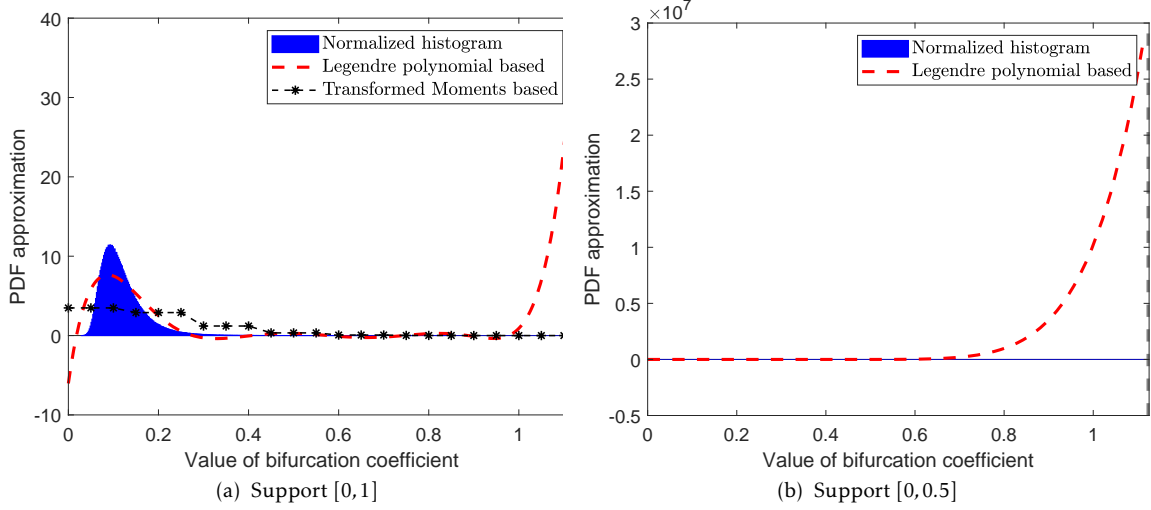 40
30
20
10
0
-10
PDF approximation
Normalized histogram
Legendre polynomial based
Transformed Moments based
0
0.2
0.4
0.6
0.8
1
Value of bifurcation coefficient
(a) Support [0,1]
×10⁷
3
2.5
2
1.5
1
0.5
0
-0.5
PDF approximation
Normalized histogram
Legendre polynomial based
0
0.2
0.4
0.6
0.8
1
Value of bifurcation coefficient
(b) Support [0,0.5]